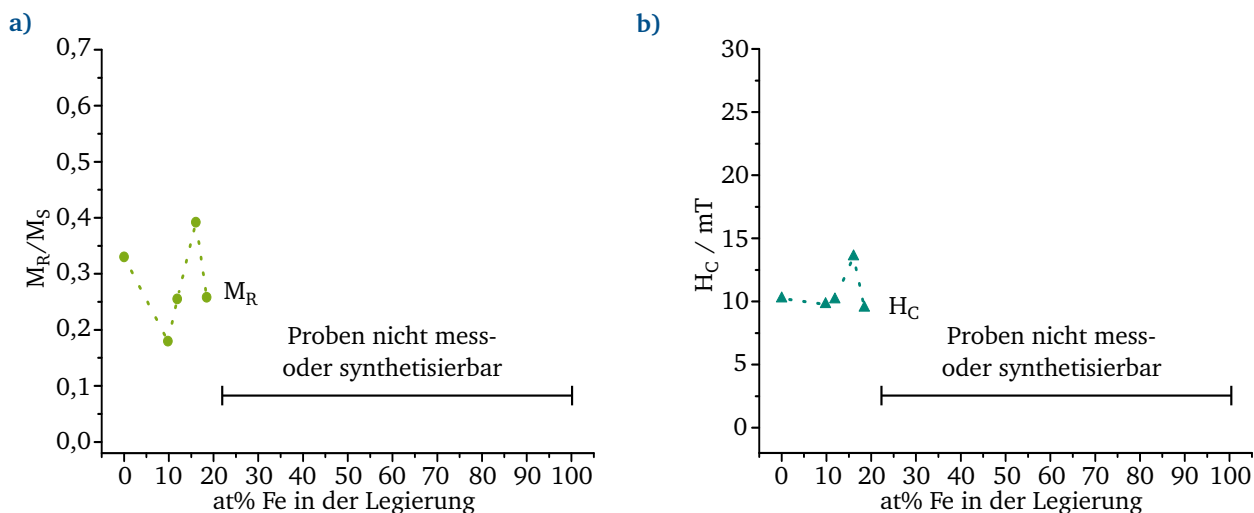 a)
0,7
0,6
0,5
0,4
0,3
0,2
0,1
0,0
M_R/M_S
M_R
Proben nicht mess-
oder synthetisierbar
0 10 20 30 40 50 60 70 80 90 100
at% Fe in der Legierung
b)
30
25
20
15
10
5
0
H_C / mT
H_C
Proben nicht mess-
oder synthetisierbar
0 10 20 30 40 50 60 70 80 90 100
at% Fe in der Legierung